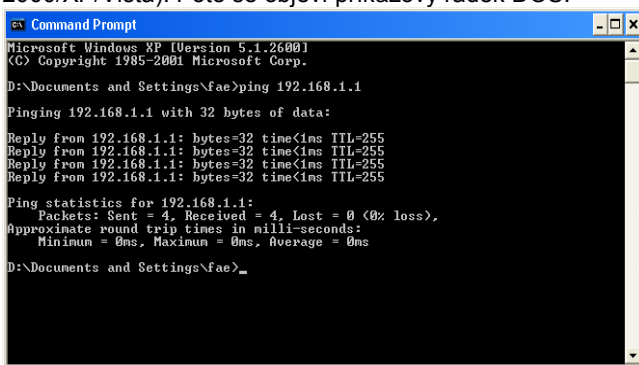 2000/XP/Vista). Poté se objeví příkazový řádek DOSl
Command Prompt
Microsoft Windows XP [Version 5.1.2600]
(C) Copyright 1985-2001 Microsoft Corp.
D:\Documents and Settings\fae>ping 192.168.1.1
Pinging 192.168.1.1 with 32 bytes of data:
Reply from 192.168.1.1: bytes=32 time<1ms TTL=255
Reply from 192.168.1.1: bytes=32 time<1ms TTL=255
Reply from 192.168.1.1: bytes=32 time<1ms TTL=255
Reply from 192.168.1.1: bytes=32 time<1ms TTL=255
Ping statistics for 192.168.1.1:
Packets: Sent = 4, Received = 4, Lost = 0 (0% loss),
Approximate round trip times in milli-seconds:
Minimum = 0ms, Maximum = 0ms, Average = 0ms
D:\Documents and Settings\fae>_